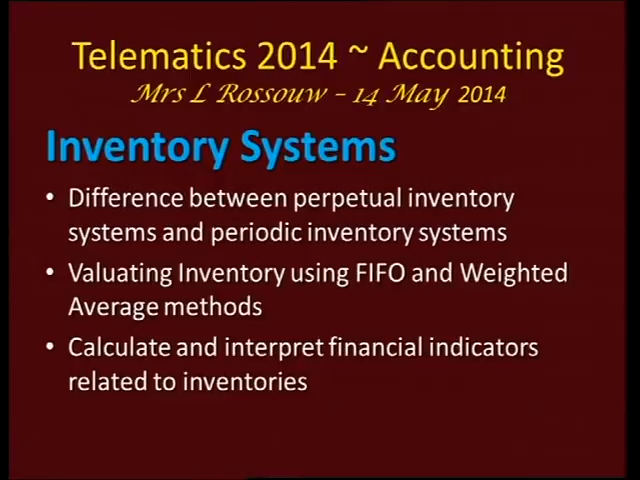 Telematics 2014 ~ Accounting
Mrs L Rossouw – 14 May 2014
Inventory Systems
• Difference between perpetual inventory
systems and periodic inventory systems
• Valuating Inventory using FIFO and Weighted
Average methods
• Calculate and interpret financial indicators
related to inventories